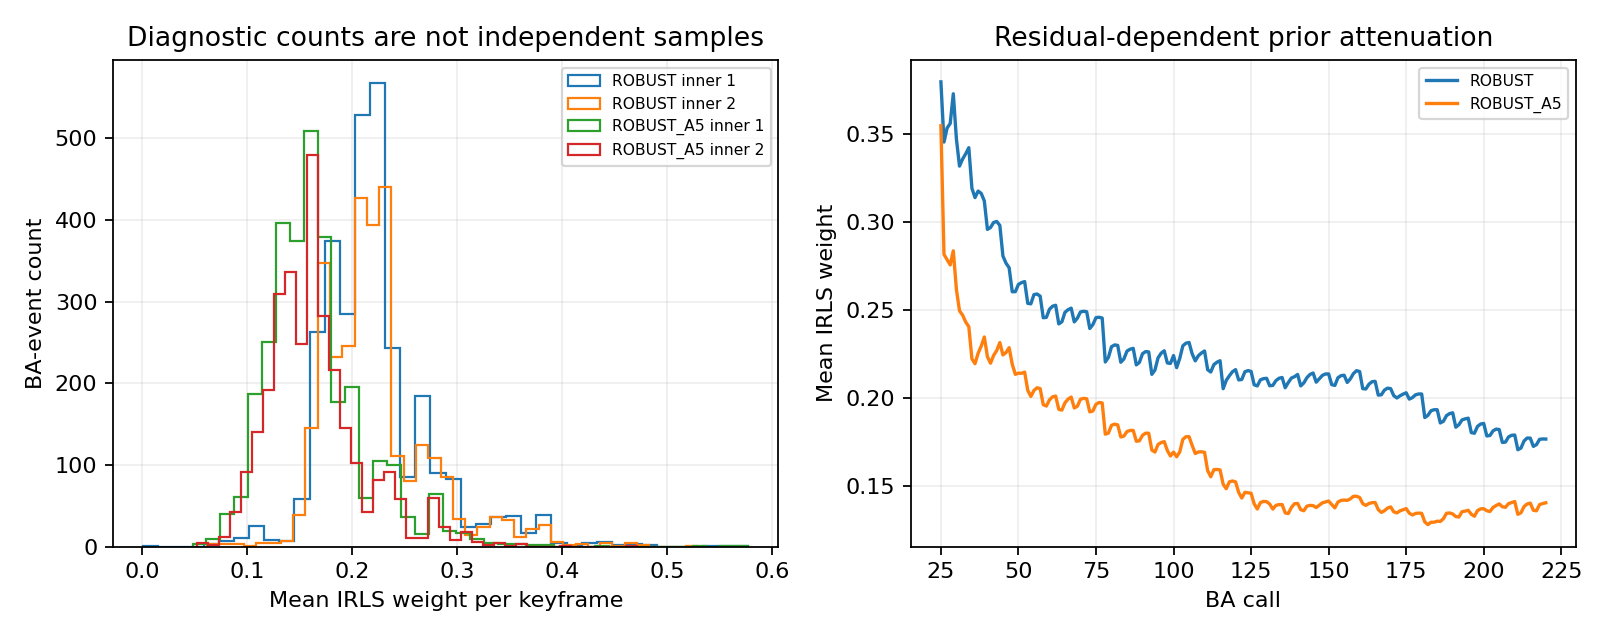 Diagnostic counts are not independent samples
ROBUST inner 1
ROBUST inner 2
ROBUST_A5 inner 1
ROBUST_A5 inner 2
BA-event count
500
400
300
200
100
0
0.0 0.1 0.2 0.3 0.4 0.5 0.6
Mean IRLS weight per keyframe
Residual-dependent prior attenuation
ROBUST
ROBUST_A5
Mean IRLS weight
0.35
0.30
0.25
0.20
0.15
25 50 75 100 125 150 175 200 225
BA call